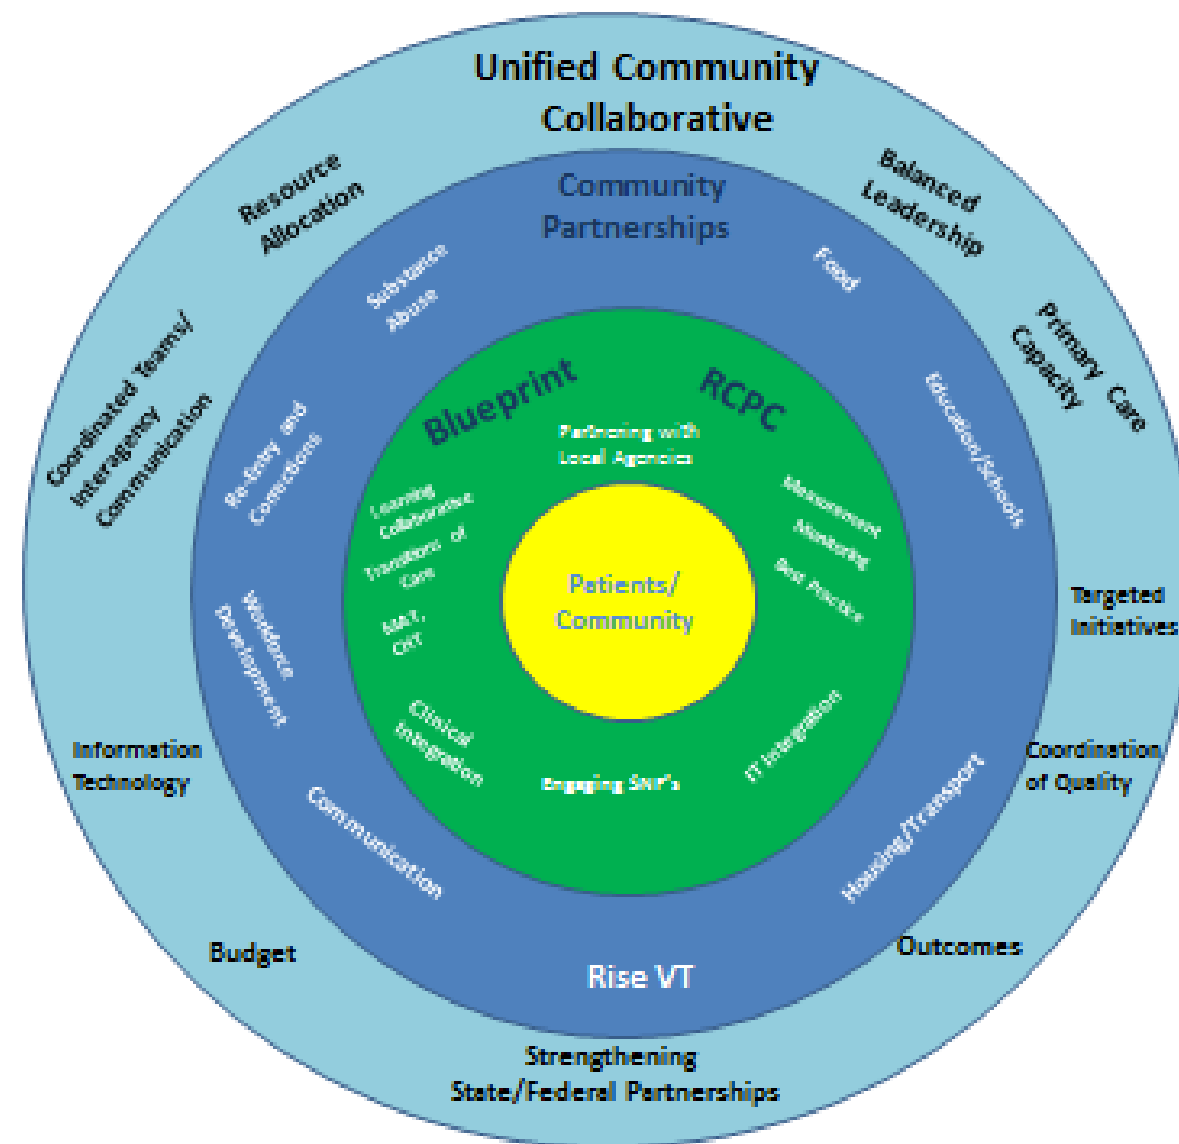 Unified Community
Collaborative
Resource
Allocation
Balanced
Leadership
Coordinated Teams/
Interagency
Communication
Primary Care
Capacity
Targeted
Initiatives
Information
Technology
Coordination
of Quality
Budget
Outcomes
Strengthening
State/Federal Partnerships
Community
Partnerships
Substance
Abuse
Food
Re-Entry and
Corrections
Education/Schools
Workforce
Development
Communication
Housing/Transport
Rise VT
Blueprint
RCPC
Partnering with
Local Agencies
Learning
Collaborative
Transitions of
Care
MAT,
CHT
Measurement
Monitoring
Best Practice
Clinical
Integration
IT Integration
Engaging SNF's
Patients/
Community